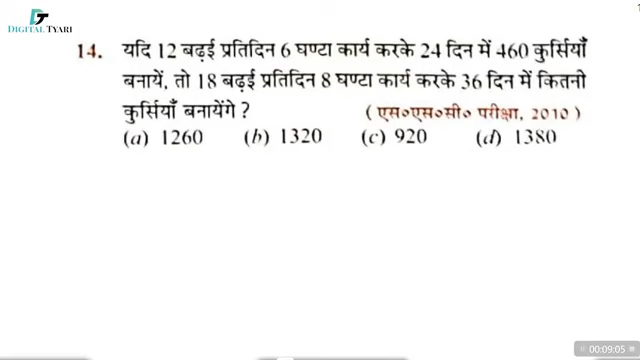 DT
DIGITAL TYARI
14. यदि 12 बढ़ई प्रतिदिन 6 घण्टा कार्य करके 24 दिन में 460 कुर्सियाँ
बनायें, तो 18 बढ़ई प्रतिदिन 8 घण्टा कार्य करके 36 दिन में कितनी
कुर्सियाँ बनायेंगे ? ( एस०एस०सी० परीक्षा, 2010 )
(a) 1260 (b) 1320 (c) 920 (d) 1380
00:09:05